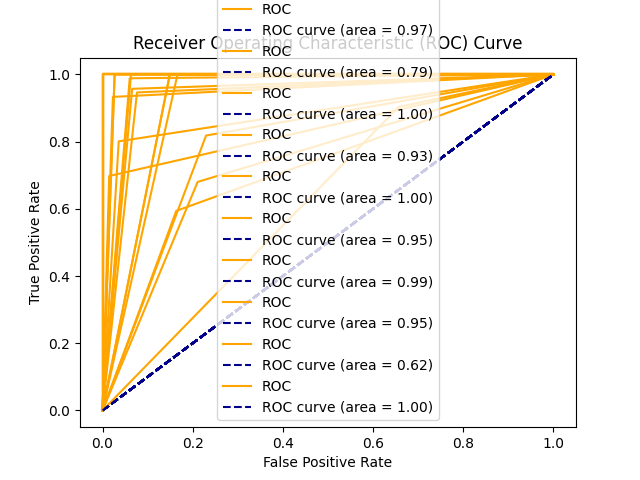 ROC
ROC curve (area = 0.97)
Receiver Operating Characteristic (ROC) Curve
ROC
ROC curve (area = 0.79)
ROC
ROC curve (area = 1.00)
ROC
ROC curve (area = 0.93)
ROC
ROC curve (area = 1.00)
ROC
ROC curve (area = 0.95)
ROC
ROC curve (area = 0.99)
ROC
ROC curve (area = 0.95)
ROC
ROC curve (area = 0.62)
ROC
ROC curve (area = 1.00)
1.0
0.8
0.6
0.4
0.2
0.0
True Positive Rate
0.0 0.2 0.4 0.6 0.8 1.0
False Positive Rate